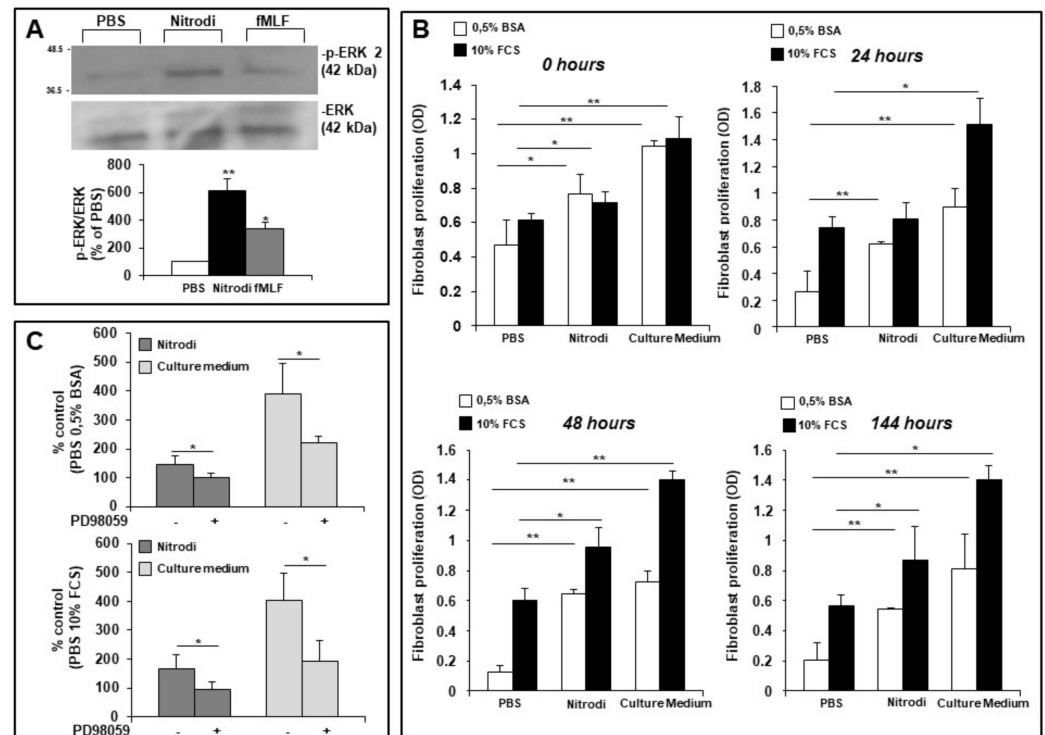 A
PBS Nitrodi fMLF
48.5 -
36.5 -
-p-ERK 2
(42 kDa)
-ERK
(42 kDa)
p-ERK/ERK
(% of PBS)
800
600
400
200
0
**
*
PBS Nitrodi fMLF
B
0,5% BSA
10% FCS
0 hours
Fibroblast proliferation (OD)
1.4
1.2
1
0.8
0.6
0.4
0.2
0
**
**
*
*
PBS Nitrodi Culture Medium
0,5% BSA
10% FCS
24 hours
Fibroblast proliferation (OD)
1.8
1.6
1.4
1.2
1
0.8
0.6
0.4
0.2
0
*
**
**
PBS Nitrodi Culture Medium
0,5% BSA
10% FCS
48 hours
Fibroblast proliferation (OD)
1.6
1.4
1.2
1
0.8
0.6
0.4
0.2
0
**
**
*
**
PBS Nitrodi Culture Medium
0,5% BSA
10% FCS
144 hours
Fibroblast proliferation (OD)
1.6
1.4
1.2
1
0.8
0.6
0.4
0.2
0
*
**
*
**
PBS Nitrodi Culture Medium
C
Nitrodi
Culture medium
% control
(PBS 0,5% BSA)
600
500
400
300
200
100
0
*
*
PD98059 - + - +
Nitrodi
Culture medium
% control
(PBS 10% FCS)
600
500
400
300
200
100
0
*
*
PD98059 - + - +